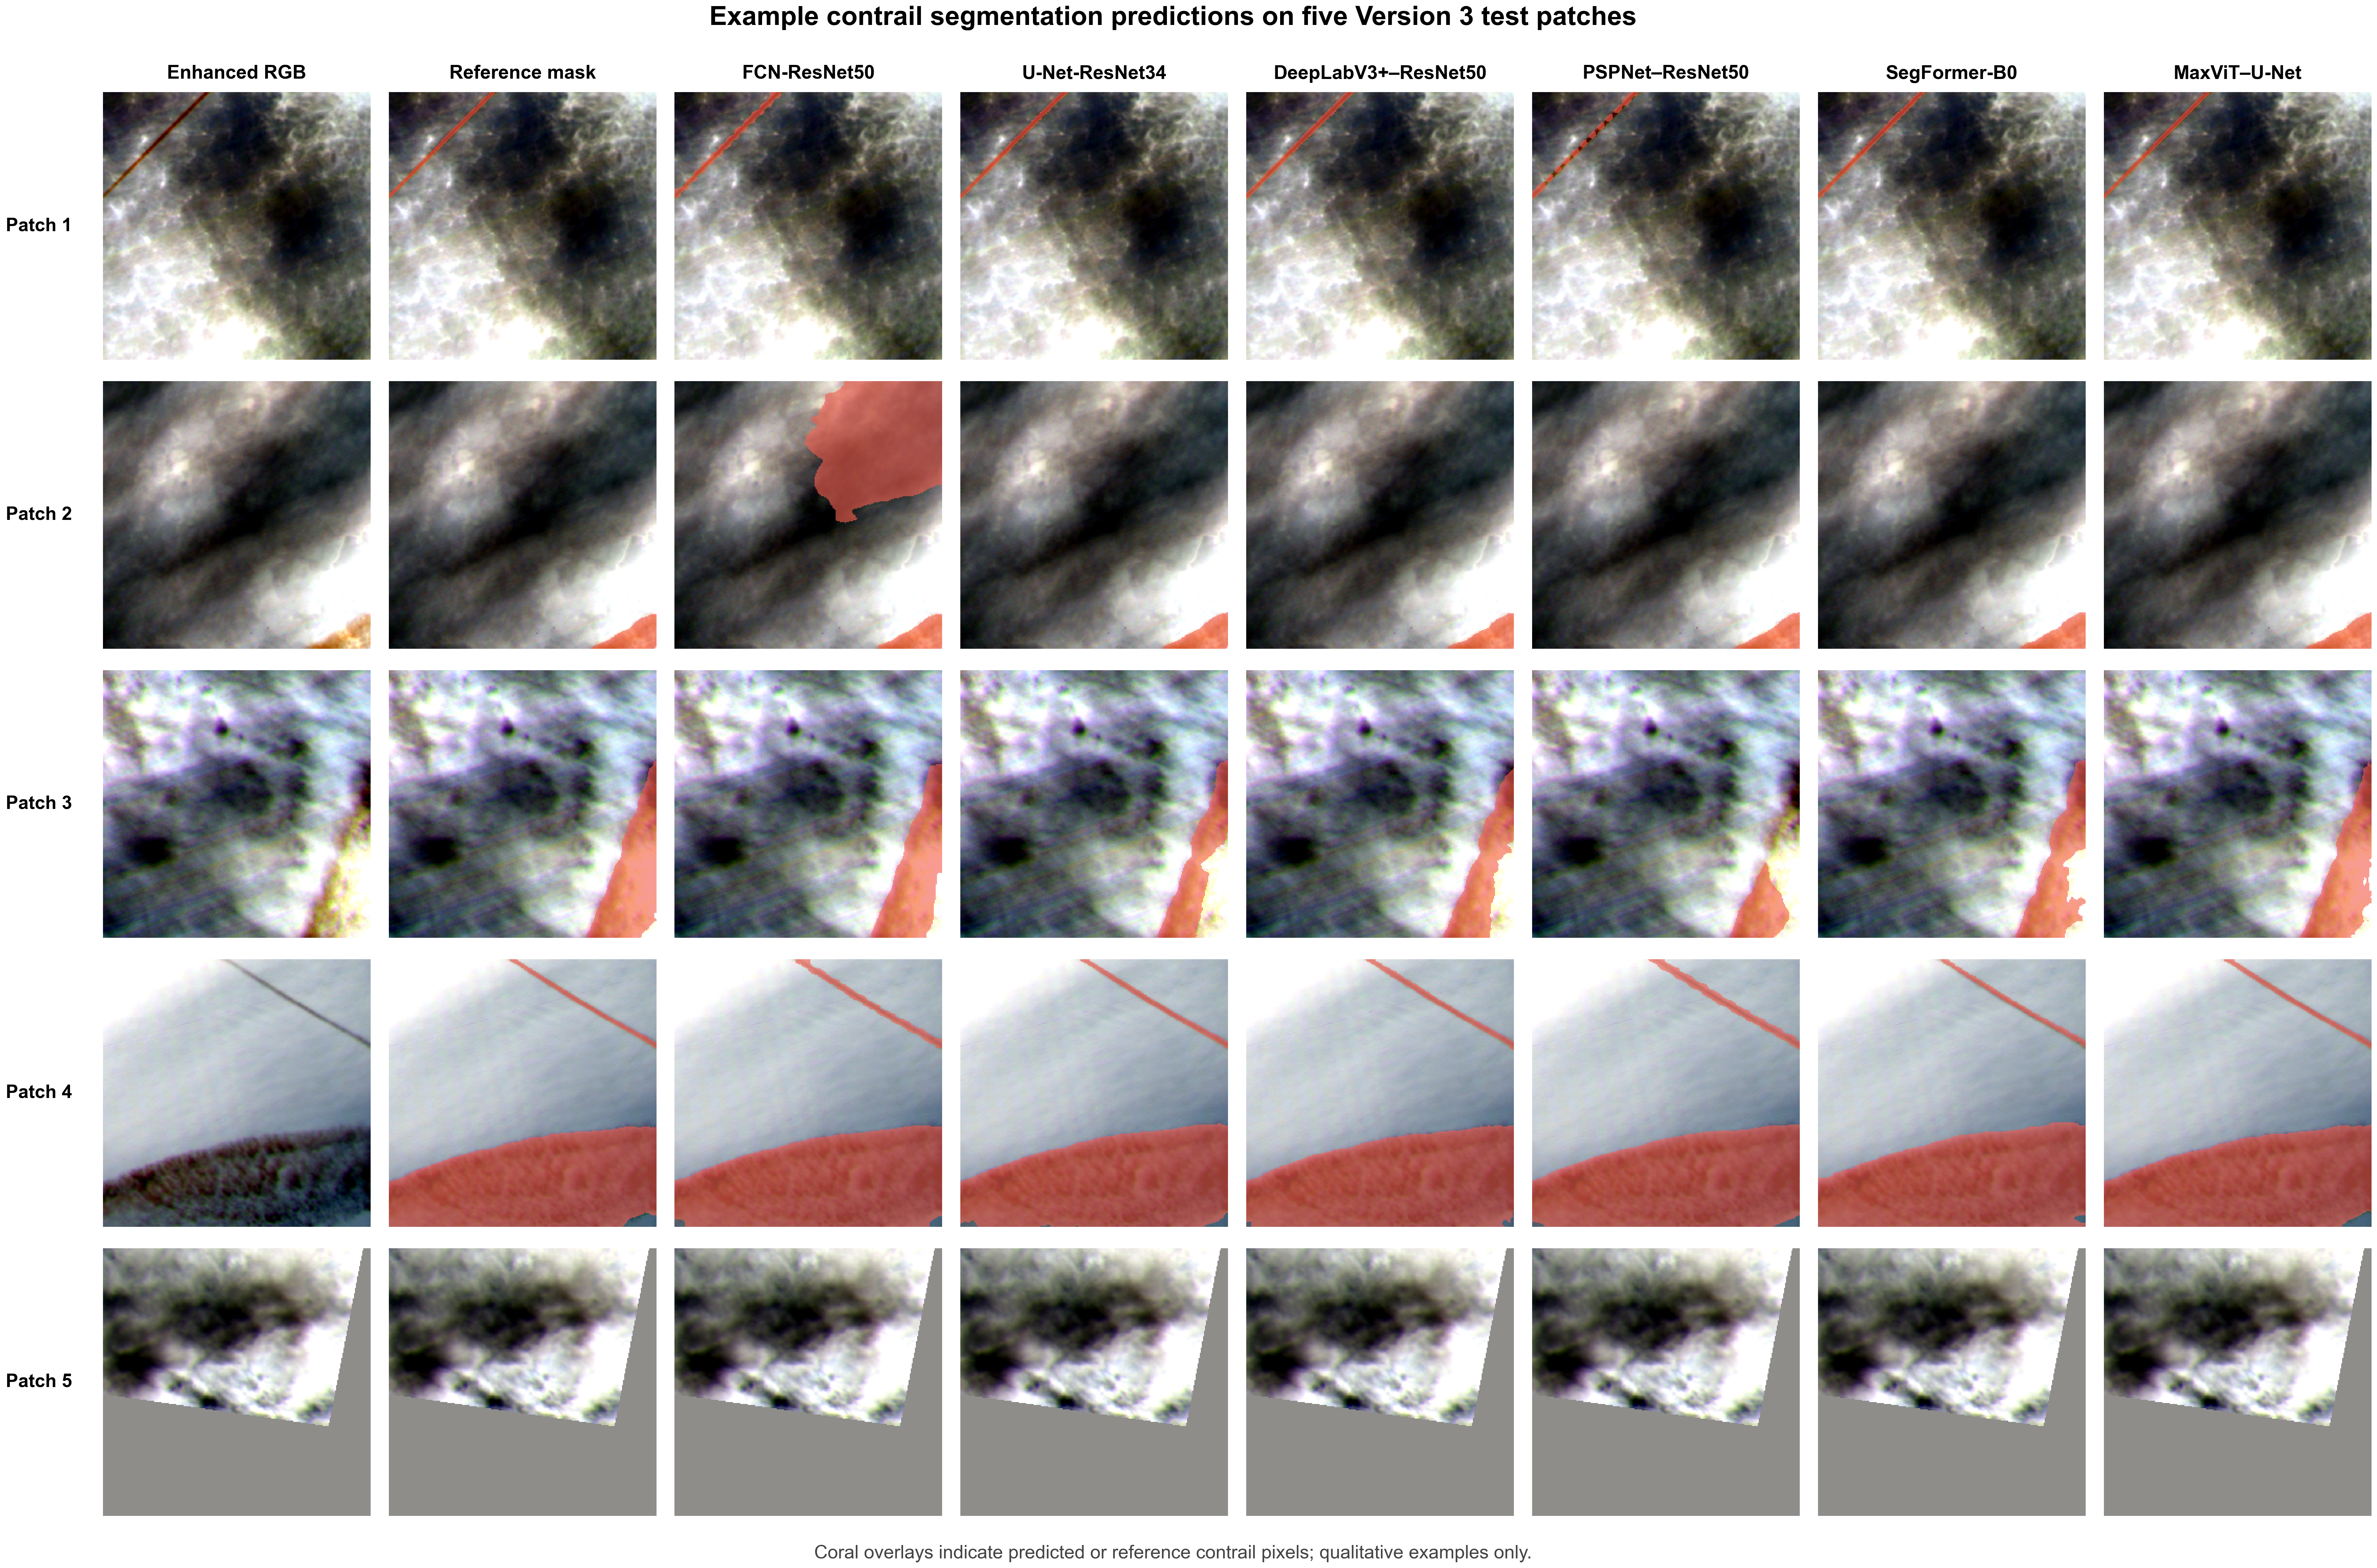 Example contrail segmentation predictions on five Version 3 test patches
Enhanced RGB
Reference mask
FCN-ResNet50
U-Net-ResNet34
DeepLabV3+–ResNet50
PSPNet–ResNet50
SegFormer-B0
MaxViT–U-Net
Patch 1
Patch 2
Patch 3
Patch 4
Patch 5
Coral overlays indicate predicted or reference contrail pixels; qualitative examples only.